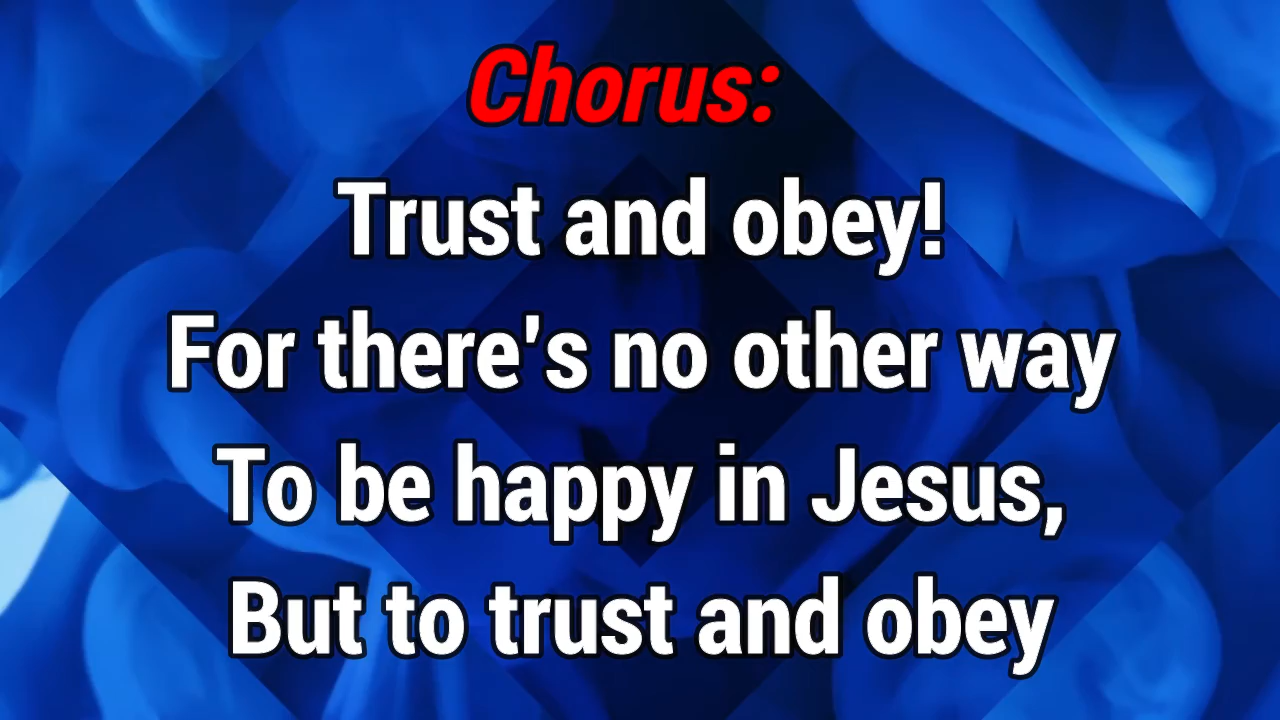 Chorus:
Trust and obey!
For there's no other way
To be happy in Jesus,
But to trust and obey